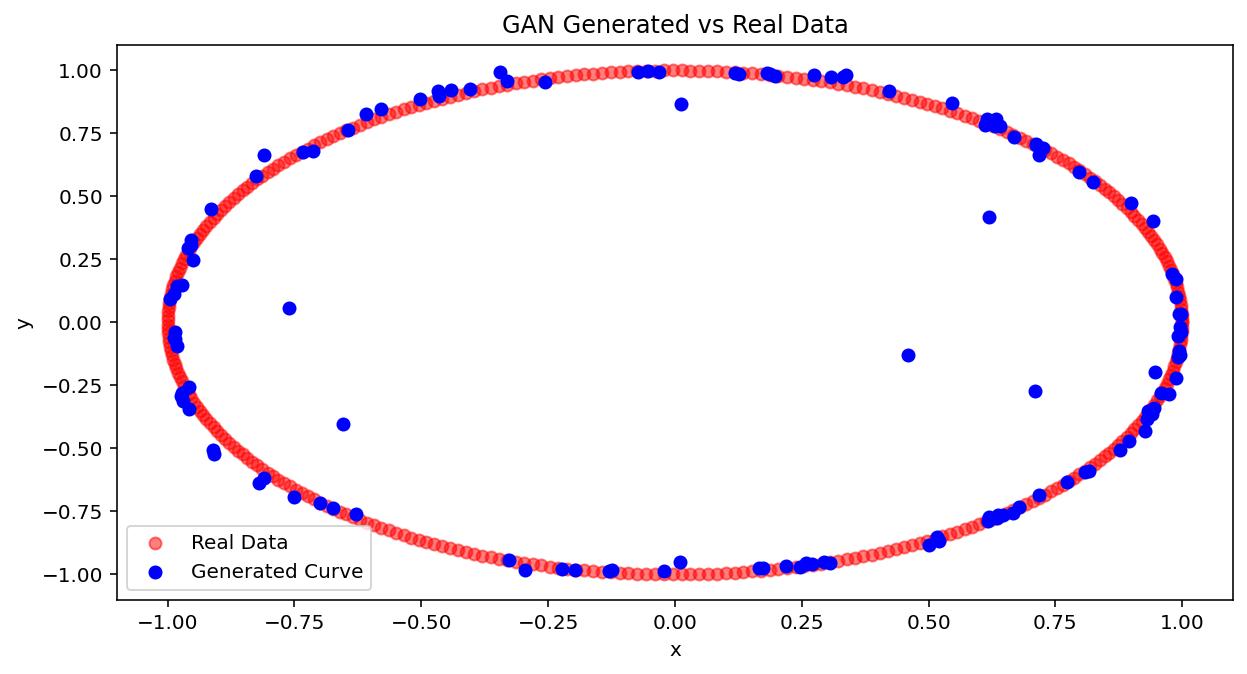 GAN Generated vs Real Data
1.00
0.75
0.50
0.25
0.00
−0.25
−0.50
−0.75
−1.00
y
Real Data
Generated Curve
−1.00 −0.75 −0.50 −0.25 0.00 0.25 0.50 0.75 1.00
x